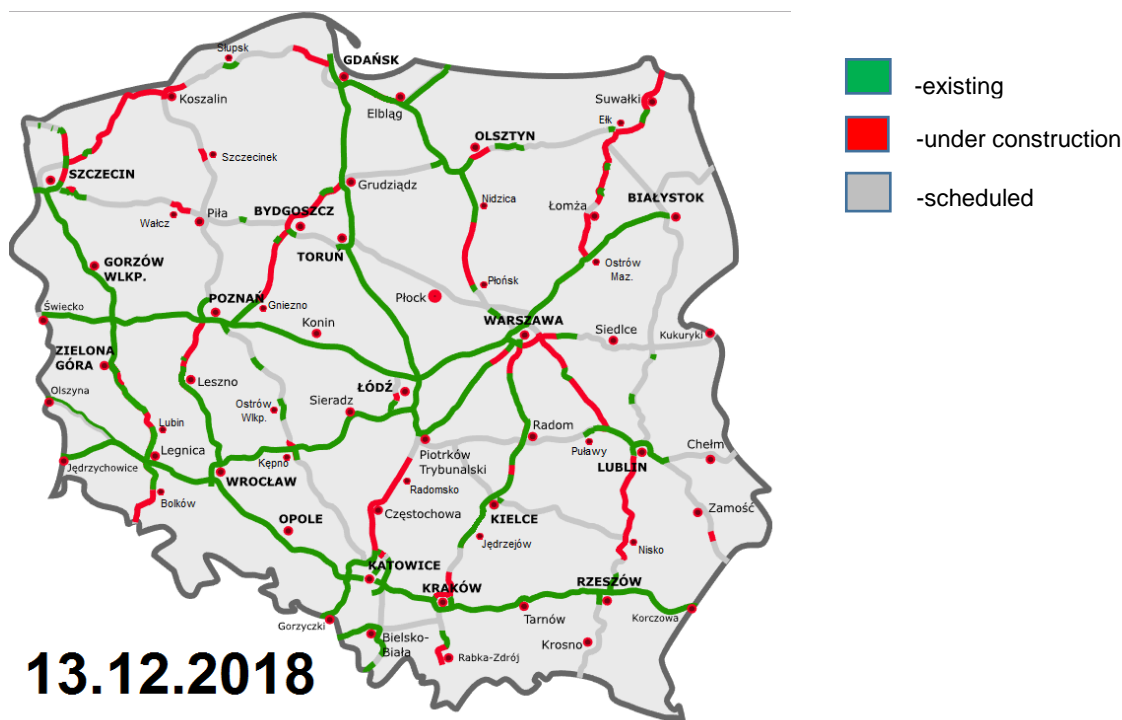 Słupsk
GDAŃSK
Koszalin
Elbląg
Suwałki
Ełk
OLSZTYN
Szczecinek
SZCZECIN
Grudziądz
Nidzica
Łomża
BIAŁYSTOK
Wałcz
Piła
BYDGOSZCZ
TORUŃ
GORZÓW
WLKP.
Ostrów
Maz.
Płońsk
POZNAŃ
Gniezno
Płock
Świecko
Konin
WARSZAWA
Siedlce
Kukuryki
ZIELONA
GÓRA
Leszno
ŁÓDŹ
Olszyna
Ostrów
Wlkp.
Sieradz
Lubin
Radom
Legnica
Kępno
Piotrków
Trybunalski
Puławy
Chełm
LUBLIN
Jędrzychowice
WROCŁAW
Radomsko
Bolków
Częstochowa
KIELCE
Zamość
OPOLE
Jędrzejów
Nisko
KATOWICE
KRAKÓW
RZESZÓW
Gorzyczki
Tarnów
Korczowa
Bielsko-
Biała
Rabka-Zdrój
Krosno
13.12.2018
-existing
-under construction
-scheduled